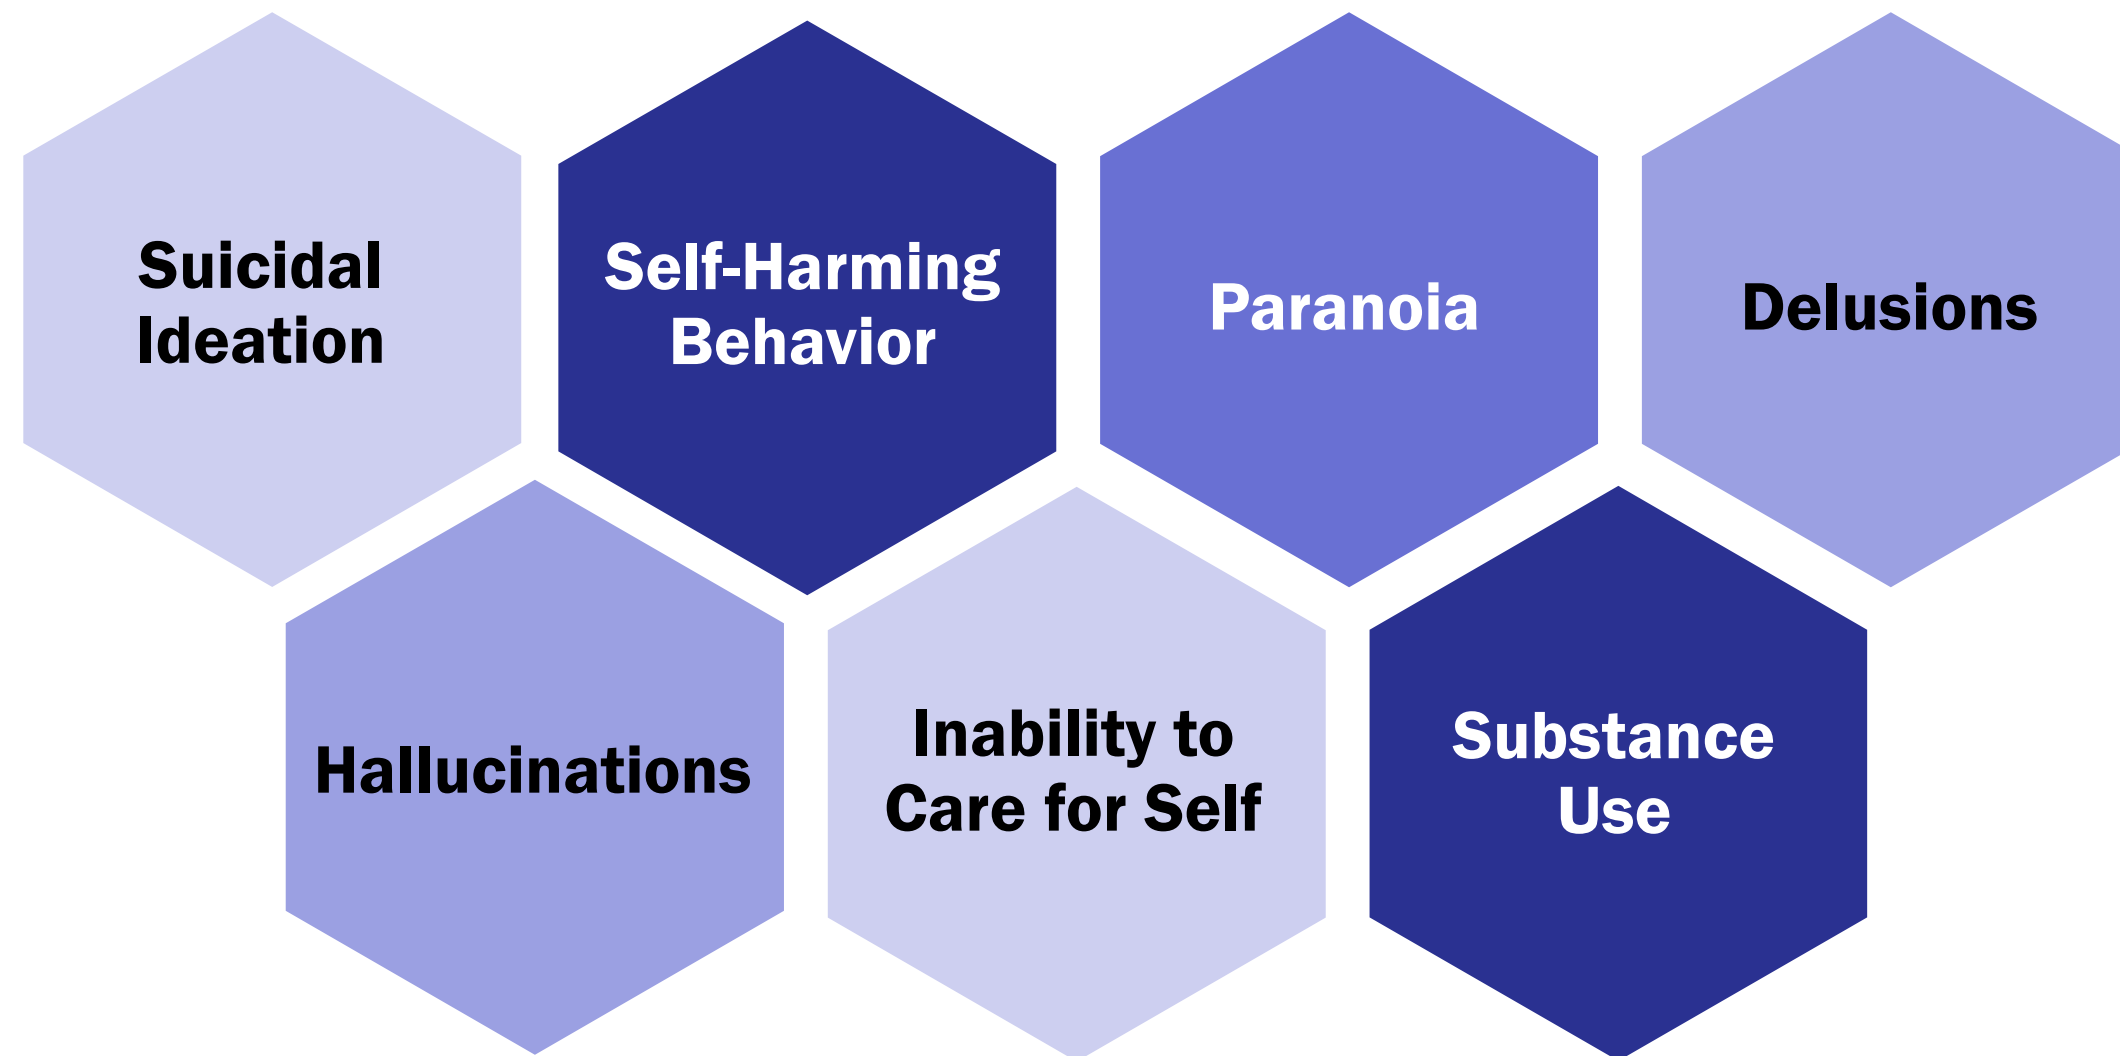 Suicidal
Ideation
Self-Harming
Behavior
Paranoia
Delusions
Hallucinations
Inability to
Care for Self
Substance
Use